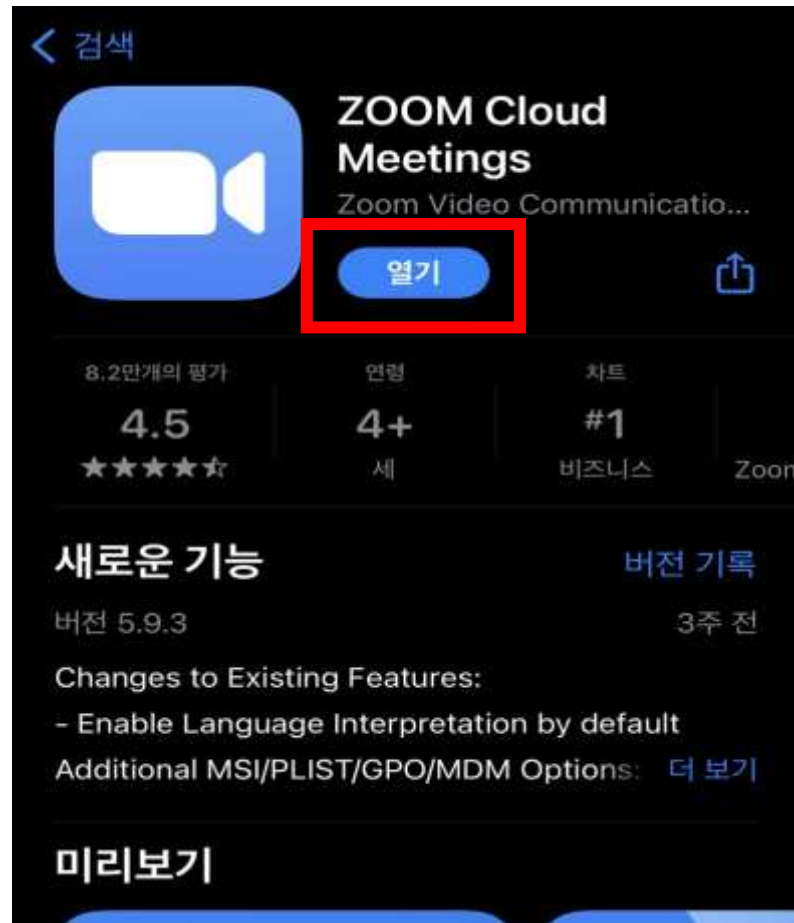 검색
ZOOM Cloud
Meetings
Zoom Video Communicatio...
열기
8.2만개의 평가
연령
차트
4.5
4+
#1
★★★★☆
세
비즈니스
Zoom
새로운 기능
버전 기록
버전 5.9.3
3주 전
Changes to Existing Features:
- Enable Language Interpretation by default
Additional MSI/PLIST/GPO/MDM Options:
더 보기
미리보기